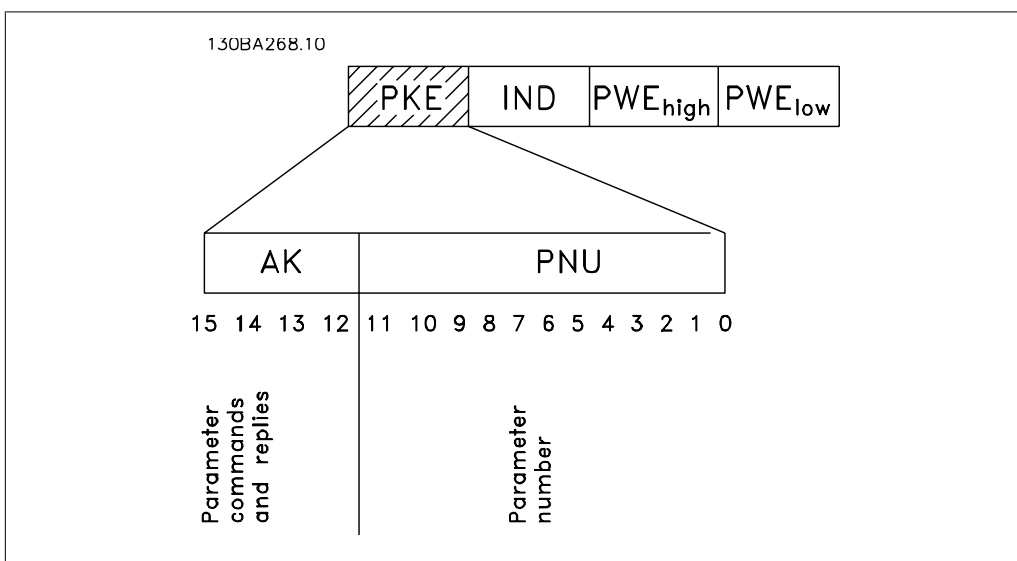 130BA268.10
PKE IND PWEhigh PWElow
AK PNU
15 14 13 12 11 10 9 8 7 6 5 4 3 2 1 0
Parameter
commands
and replies
Parameter
number